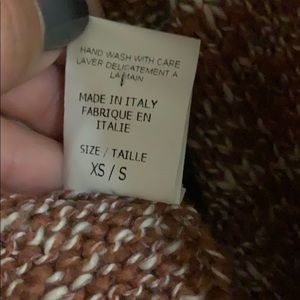 HAND WASH WITH CARE
LAVER DELICATEMENT A
LA MAIN
MADE IN ITALY
FABRIQUE EN
ITALIE
SIZE / TAILLE
XS / S